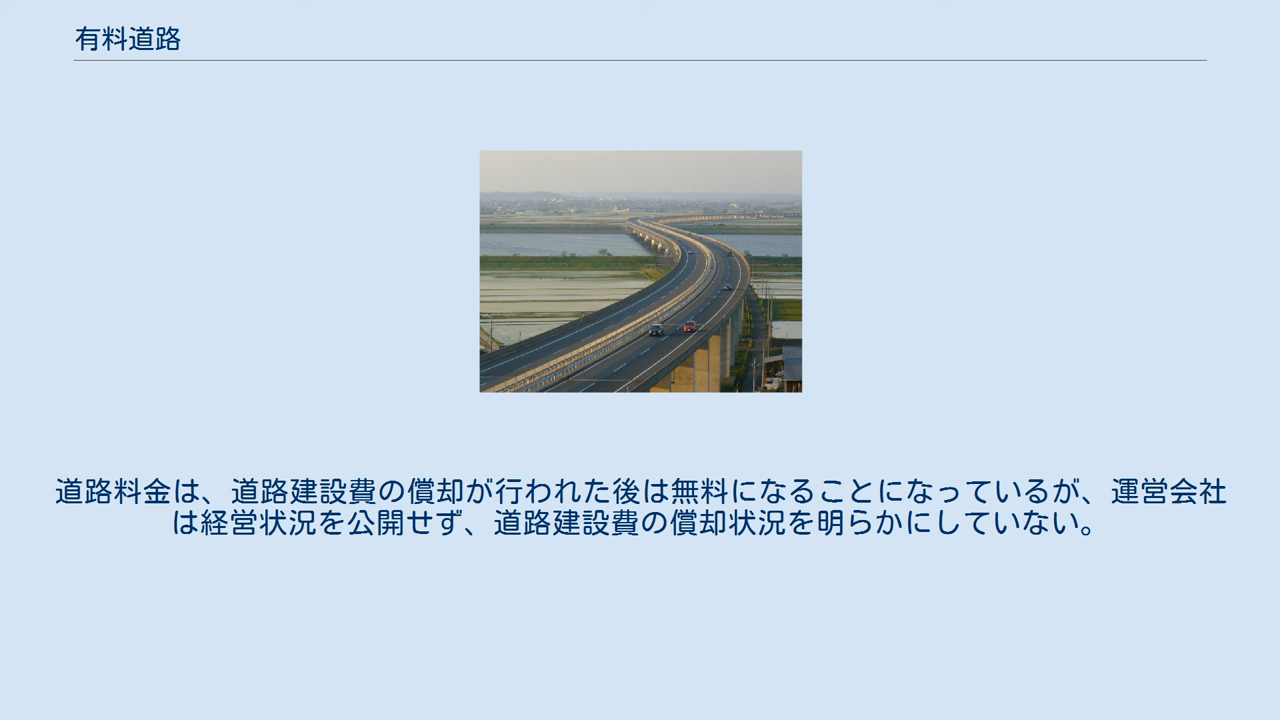 有料道路
道路料金は、道路建設費の償却が行われた後は無料になることになっているが、運営会社
は経営状況を公開せず、道路建設費の償却状況を明らかにしていない。